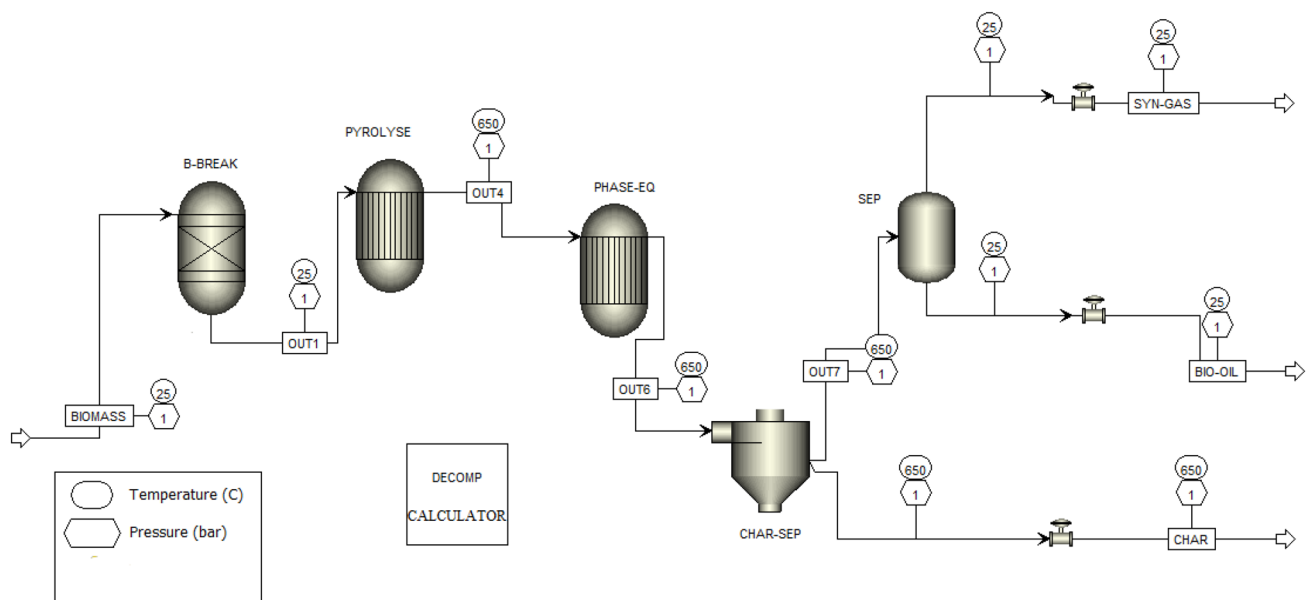 25
1
25
1
SYN-GAS
650
1
PYROLYSE
B-BREAK
OUT4
PHASE-EQ
SEP
25
1
25
1
OUT1
25
1
BIO-OIL
650
1
OUT7
650
1
OUT6
25
1
BIOMASS
DECOMP
CALCULATOR
650
1
650
1
Temperature (C)
Pressure (bar)
CHAR-SEP
CHAR